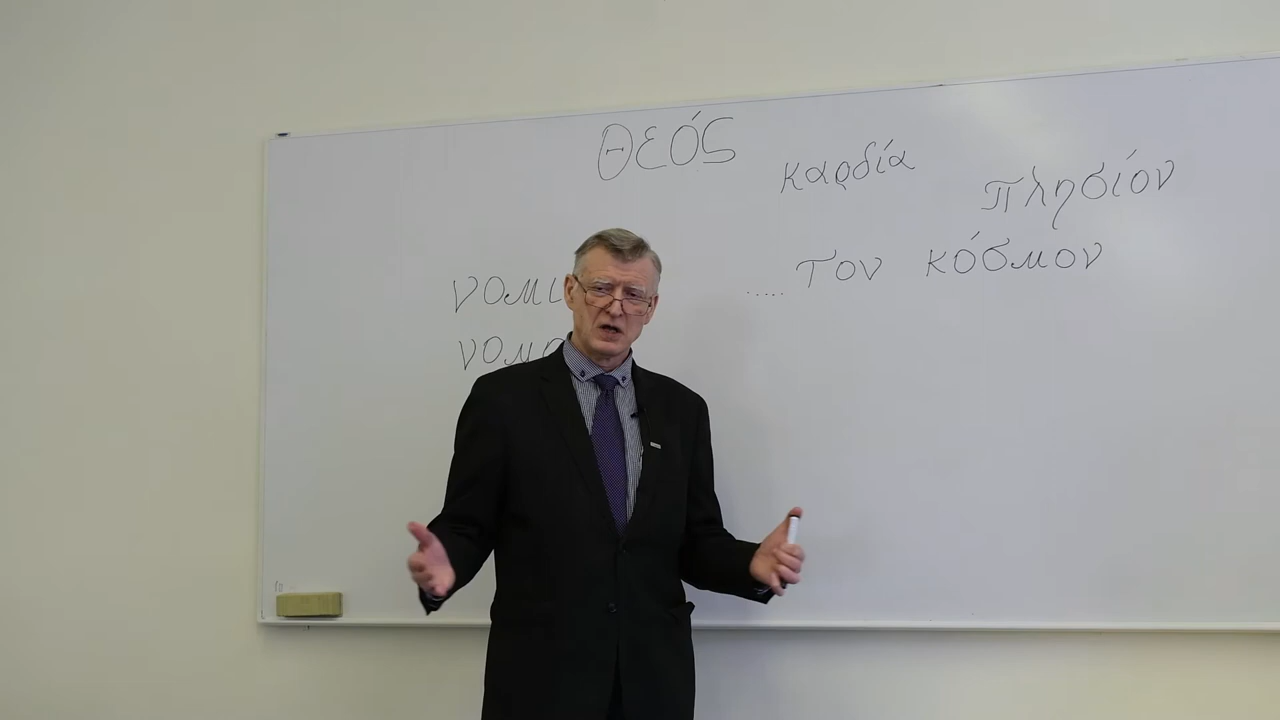 Θεός
καρδία
πλησίον
..... τον κόσμον